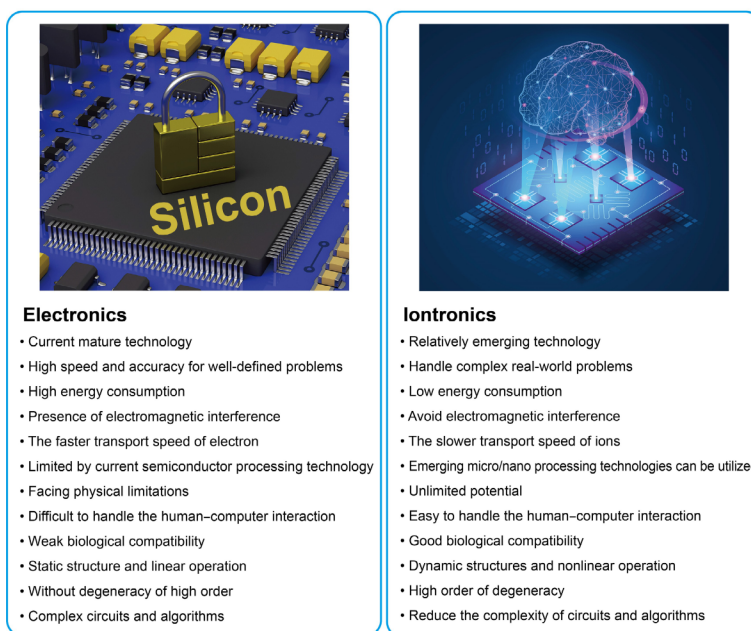 Silicon
Electronics
• Current mature technology
• High speed and accuracy for well-defined problems
• High energy consumption
• Presence of electromagnetic interference
• The faster transport speed of electron
• Limited by current semiconductor processing technology
• Facing physical limitations
• Difficult to handle the human–computer interaction
• Weak biological compatibility
• Static structure and linear operation
• Without degeneracy of high order
• Complex circuits and algorithms
Iontronics
• Relatively emerging technology
• Handle complex real-world problems
• Low energy consumption
• Avoid electromagnetic interference
• The slower transport speed of ions
• Emerging micro/nano processing technologies can be utilize
• Unlimited potential
• Easy to handle the human–computer interaction
• Good biological compatibility
• Dynamic structures and nonlinear operation
• High order of degeneracy
• Reduce the complexity of circuits and algorithms